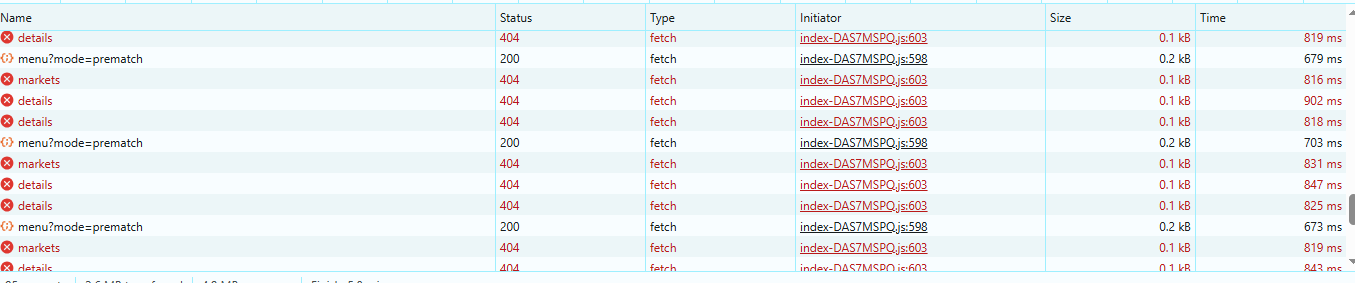 Name Status Type Initiator Size Time
details 404 fetch index-DAS7MSPQ.js:603 0.1 kB 819 ms
menu?mode=prematch 200 fetch index-DAS7MSPQ.js:598 0.2 kB 679 ms
markets 404 fetch index-DAS7MSPQ.js:603 0.1 kB 816 ms
details 404 fetch index-DAS7MSPQ.js:603 0.1 kB 902 ms
details 404 fetch index-DAS7MSPQ.js:603 0.1 kB 818 ms
menu?mode=prematch 200 fetch index-DAS7MSPQ.js:598 0.2 kB 703 ms
markets 404 fetch index-DAS7MSPQ.js:603 0.1 kB 831 ms
details 404 fetch index-DAS7MSPQ.js:603 0.1 kB 847 ms
details 404 fetch index-DAS7MSPQ.js:603 0.1 kB 825 ms
menu?mode=prematch 200 fetch index-DAS7MSPQ.js:598 0.2 kB 673 ms
markets 404 fetch index-DAS7MSPQ.js:603 0.1 kB 819 ms
details 404 fetch index-DAS7MSPQ.js:603 0.1 kB 843 ms